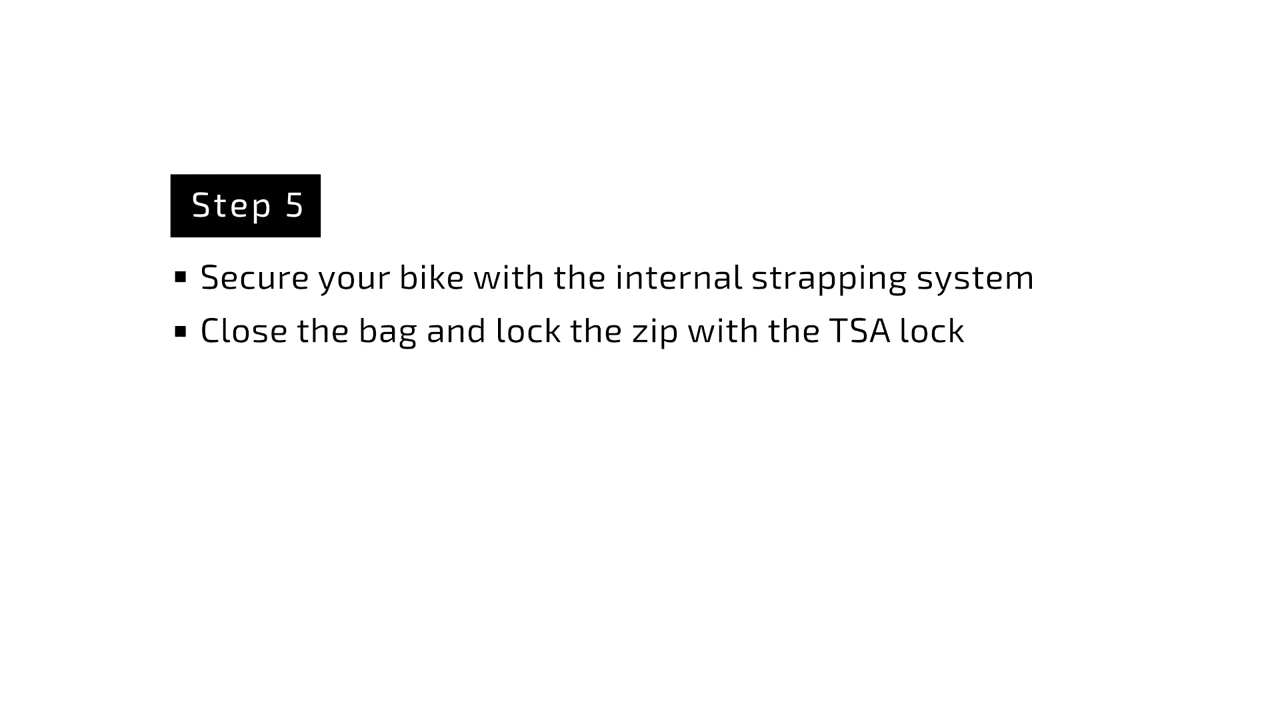 Step 5
▪ Secure your bike with the internal strapping system
▪ Close the bag and lock the zip with the TSA lock